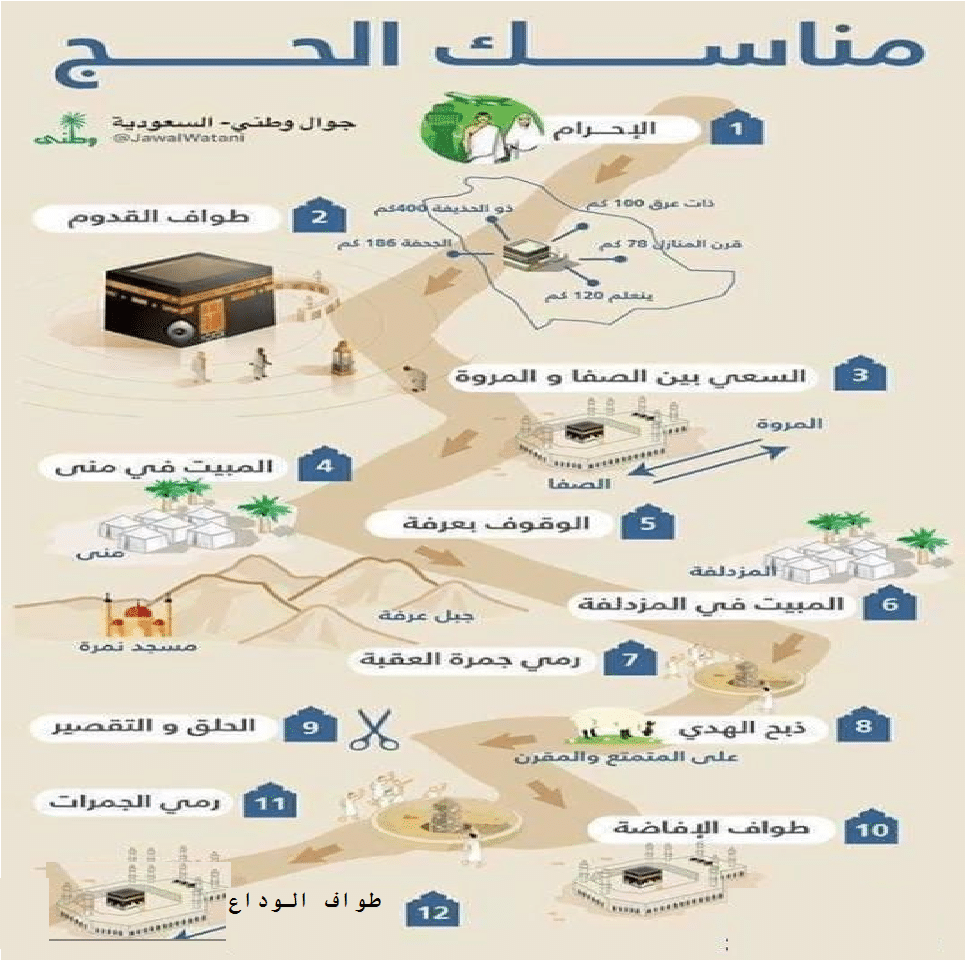 مناسك الحج
جوال وطني- السعودية
@JawalWatani
وطني
1
الإحرام
ذات عرق 100 كم
ذو الحذيفة 400كم
قرن المنازل 78 كم
الجحفة 186 كم
ينعلم 120 كم
2
طواف القدوم
3
السعي بين الصفا و المروة
المروة
الصفا
4
المبيت في منى
منى
5
الوقوف بعرفة
جبل عرفة
مسجد نمرة
المزدلفة
6
المبيت في المزدلفة
7
رمي جمرة العقبة
8
ذبح الهدي
على المتمتع والمقرن
9
الحلق و التقصير
10
طواف الإفاضة
11
رمي الجمرات
12
طواف الوداع